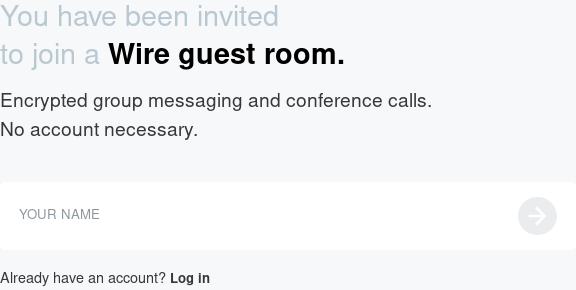 You have been invited
to join a Wire guest room.
Encrypted group messaging and conference calls.
No account necessary.
YOUR NAME
Already have an account? Log in